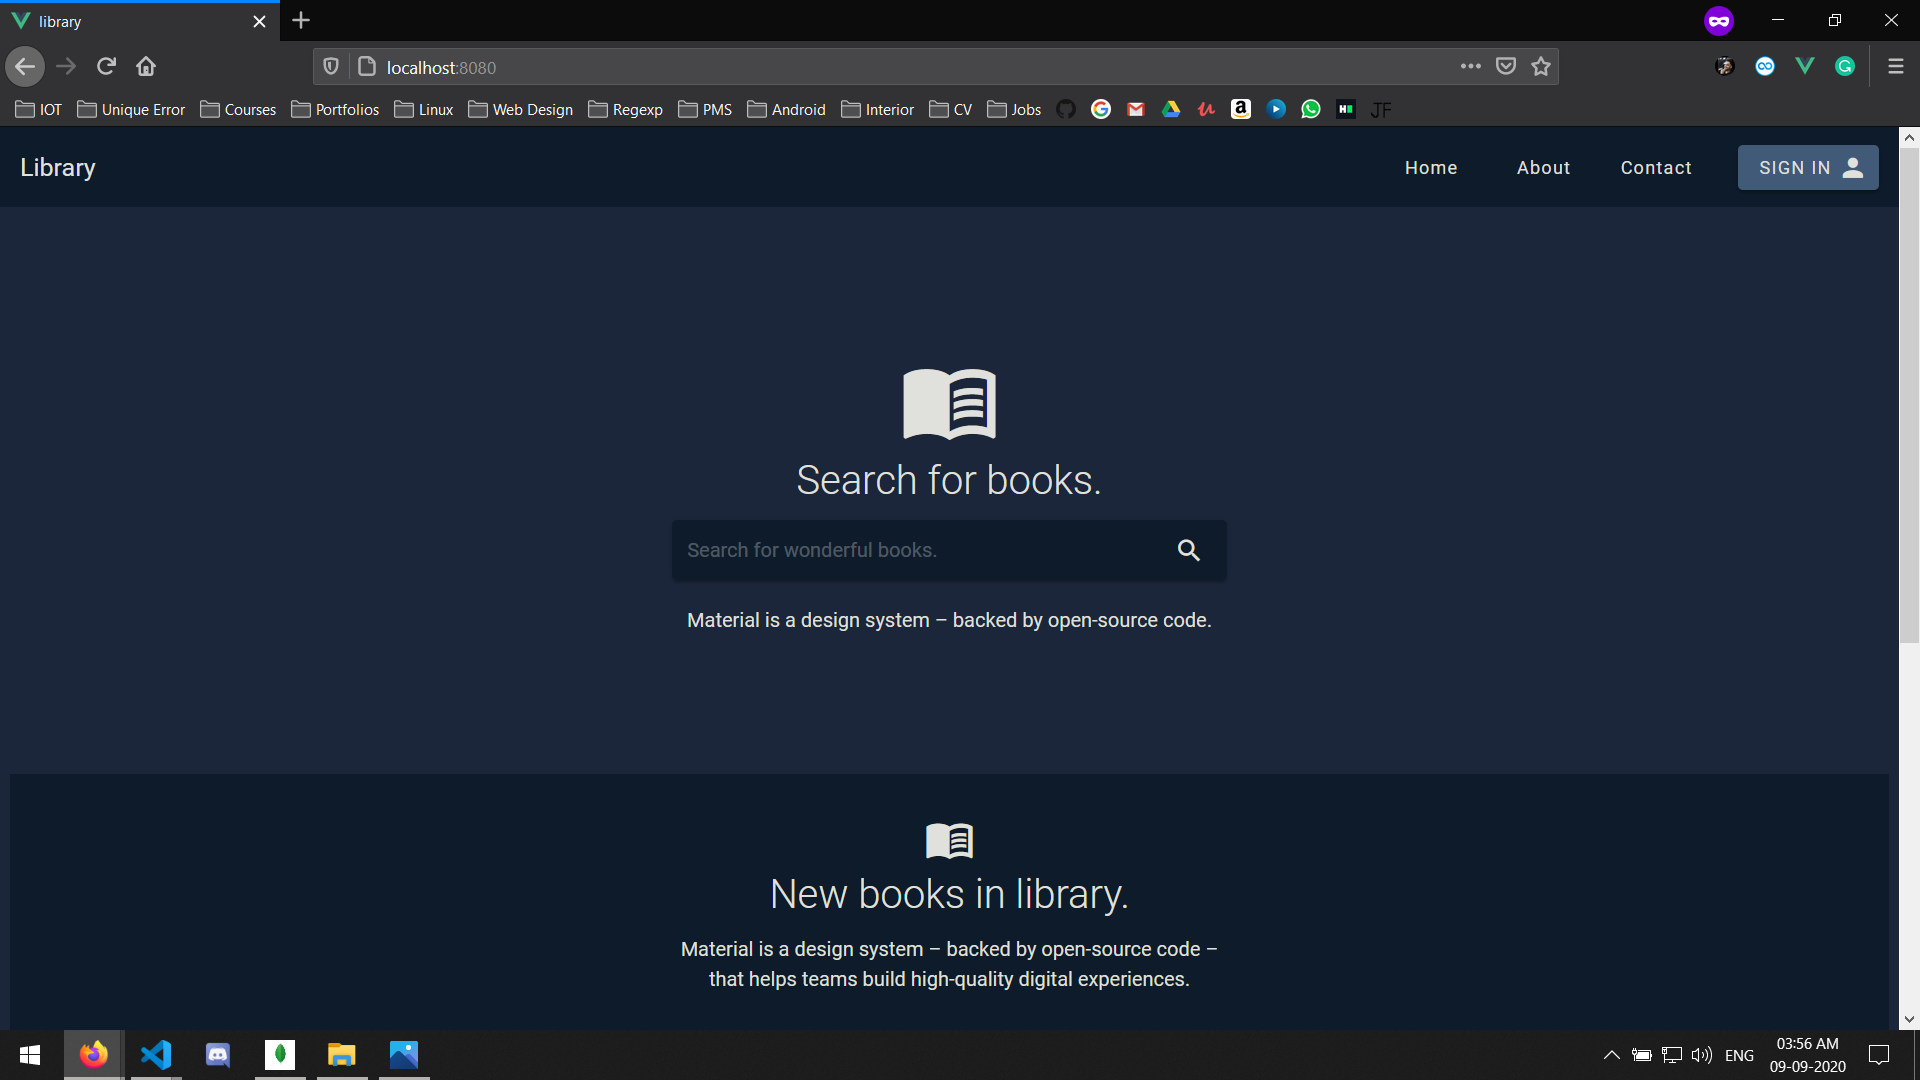 library
localhost:8080
IOT Unique Error Courses Portfolios Linux Web Design Regexp PMS Android Interior CV Jobs JF
Library Home About Contact SIGN IN
Search for books.
Search for wonderful books.
Material is a design system – backed by open-source code.
New books in library.
Material is a design system – backed by open-source code –
that helps teams build high-quality digital experiences.
ENG
03:56 AM
09-09-2020